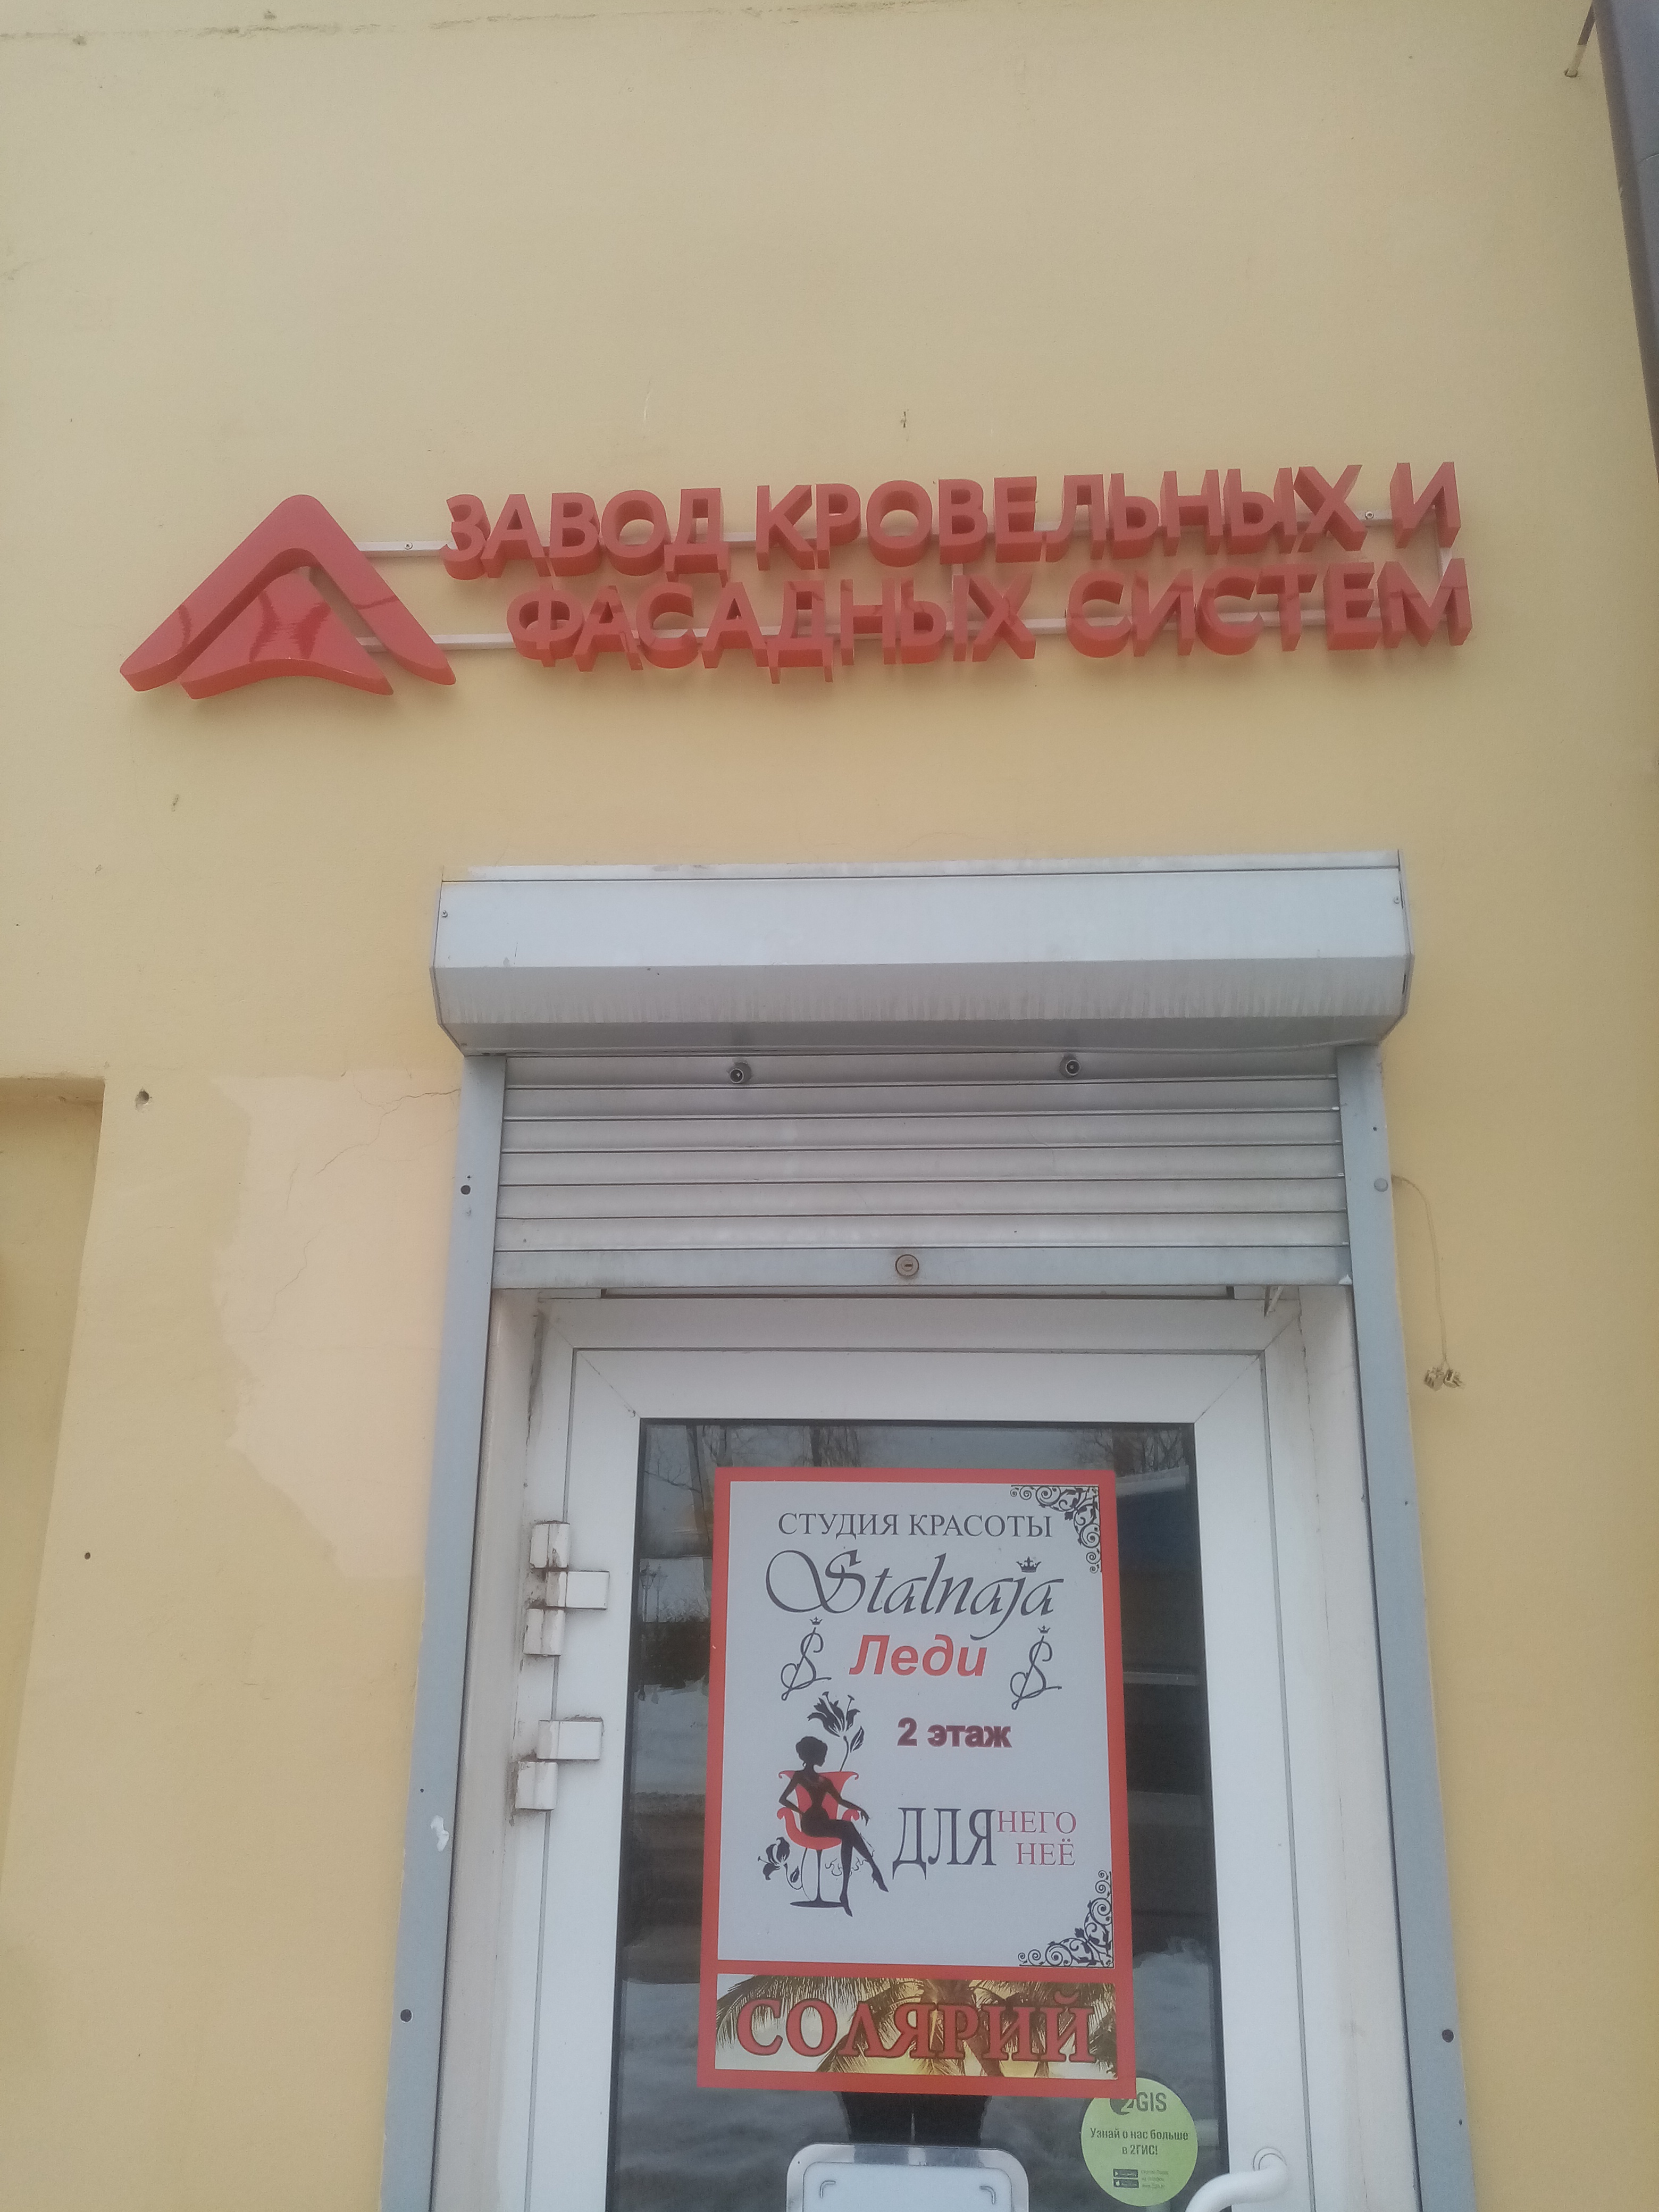 ЗАВОД КРОВЕЛЬНЫХ И
ФАСАДНЫХ СИСТЕМ
СТУДИЯ КРАСОТЫ
Stalnaja
Леди
2 этаж
ДЛЯ НЕГО
НЕЁ
СОЛЯРИЙ
2GIS
Узнай о нас больше
в 2ГИС!